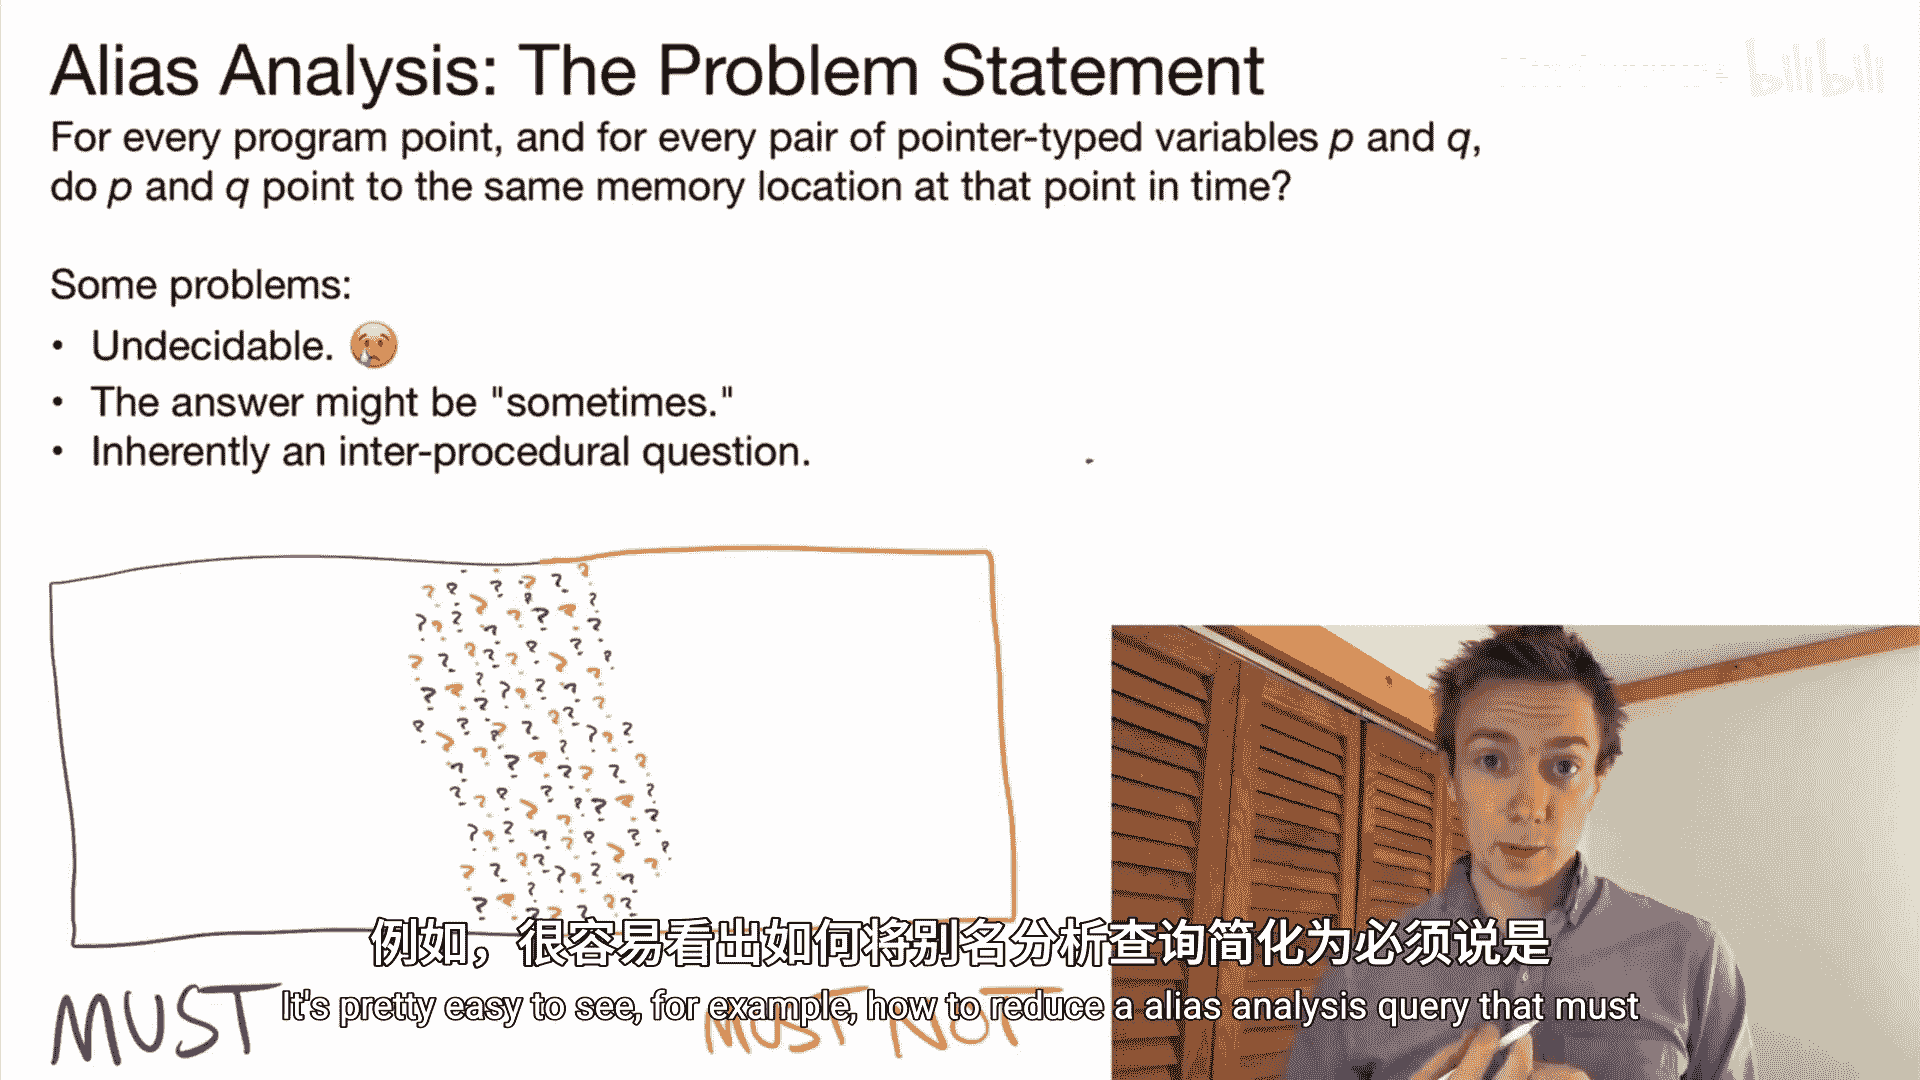 Alias Analysis: The Problem Statement
bilibili
For every program point, and for every pair of pointer-typed variables p and q,
do p and q point to the same memory location at that point in time?
Some problems:
• Undecidable. 😢
• The answer might be "sometimes."
• Inherently an inter-procedural question.
例如，很容易看出如何将别名分析查询简化为必须说是
It's pretty easy to see, for example, how to reduce a alias analysis query that must
MUST
MUST NOT